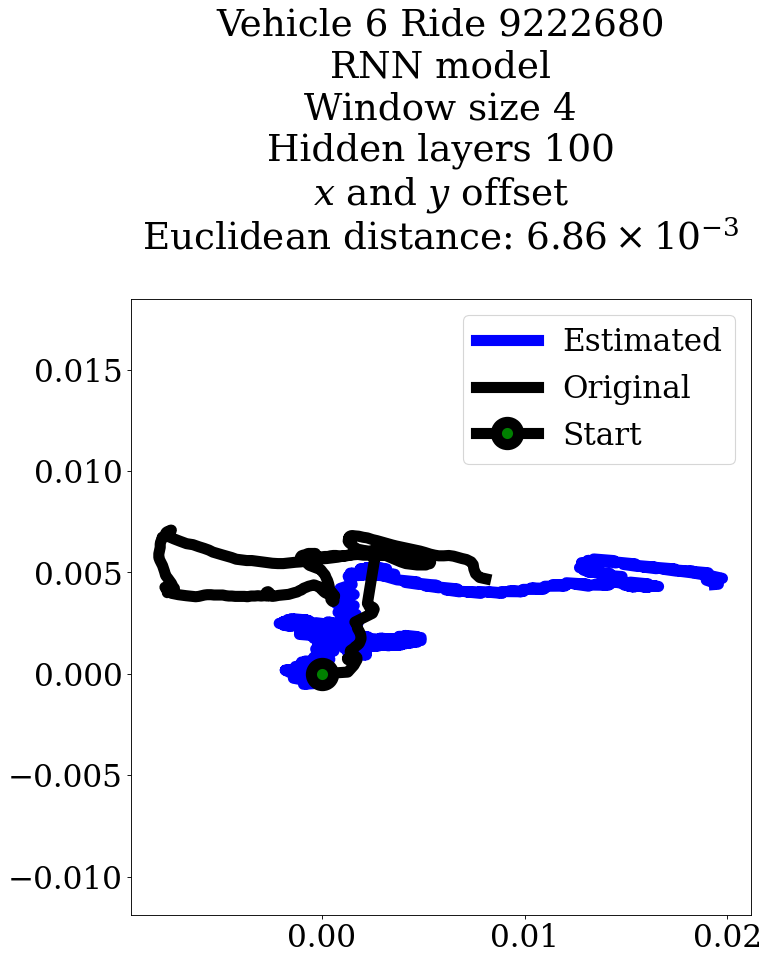 Vehicle 6 Ride 9222680
RNN model
Window size 4
Hidden layers 100
x and y offset
Euclidean distance: 6.86 × 10⁻³
Estimated
Original
Start
0.015
0.010
0.005
0.000
−0.005
−0.010
0.00 0.01 0.02